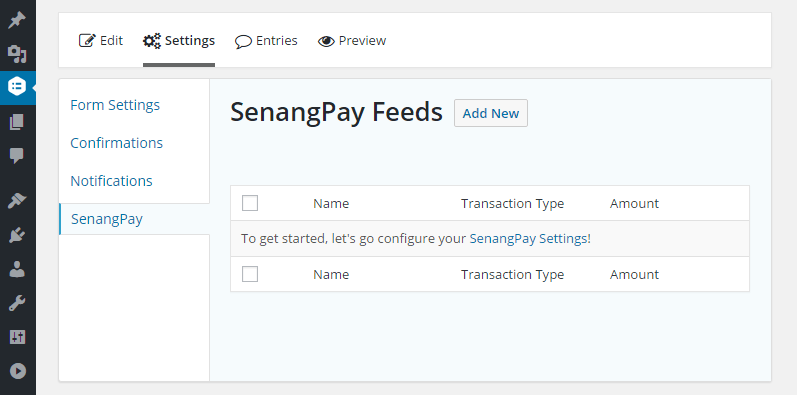 Edit Settings Entries Preview
Form Settings
Confirmations
Notifications
SenangPay
SenangPay Feeds Add New
Name Transaction Type Amount
To get started, let's go configure your SenangPay Settings!
Name Transaction Type Amount